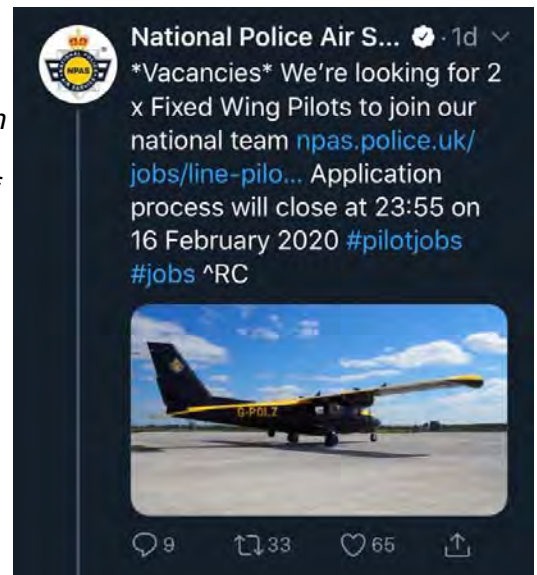 National Police Air S... · 1d
*Vacancies* We're looking for 2
x Fixed Wing Pilots to join our
national team npas.police.uk/
jobs/line-pilo... Application
process will close at 23:55 on
16 February 2020 #pilotjobs
#jobs ^RC
NPAS
G-POLZ
9 33 65